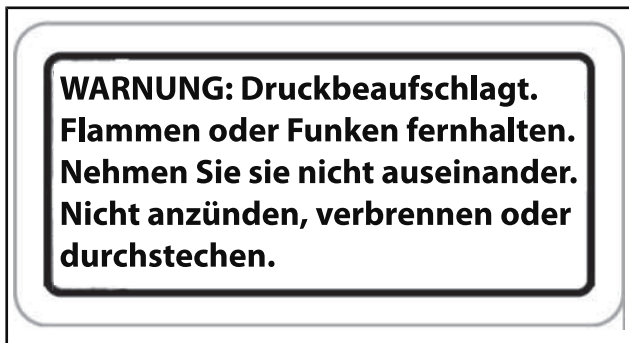 WARNUNG: Druckbeaufschlagt.
Flammen oder Funken fernhalten.
Nehmen Sie sie nicht auseinander.
Nicht anzünden, verbrennen oder
durchstechen.